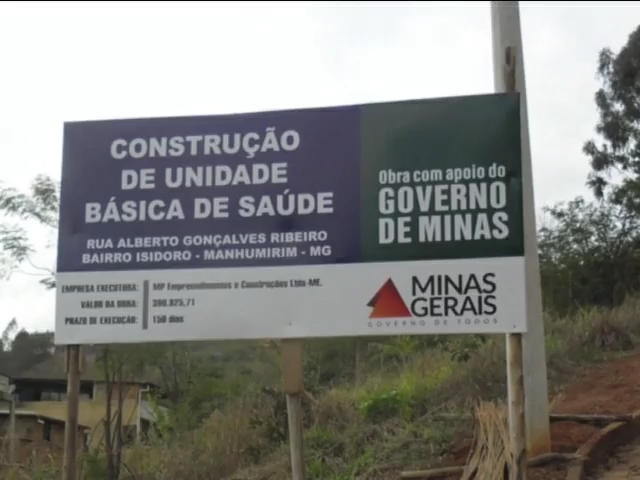 CONSTRUÇÃO
DE UNIDADE
BÁSICA DE SAÚDE
RUA ALBERTO GONÇALVES RIBEIRO
BAIRRO ISIDORO - MANHUMIRIM - MG
Obra com apoio do
GOVERNO
DE MINAS
EMPRESA EXECUTURA: MP Empreendimentos e Construções Ltda-ME.
VALOR DA OBRA: 398.825,71
PRAZO DE EXECUÇÃO: 150 dias
MINAS
GERAIS
GOVERNO DE TODOS